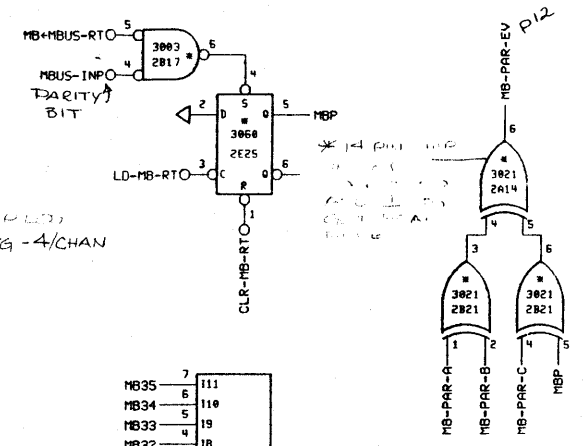 MB←MBUS-RT
5
3003
2B17
*
6
MBUS-INP
4
PARITY
BIT
4
S
2
D
Q
5
MBP
*
3060
2E25
LD-MB-RT
3
C
Q
6
R
1
CLR-MB-RT
-4/CHAN
P12
MB-PAR-EV
6
* 14 PIN
*
3021
2A14
4
5
3
6
*
3021
2B21
*
3021
2B21
1
2
4
5
MB-PAR-A
MB-PAR-B
MB-PAR-C
MBP
MB35
7
I11
MB34
6
I10
MB33
5
I9
MB32
4
I8